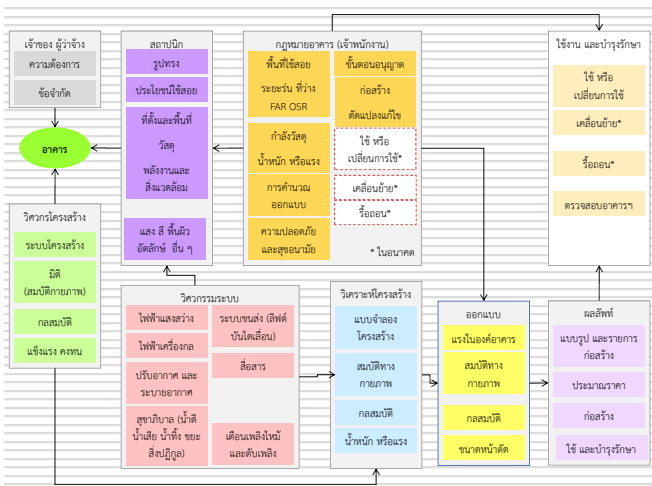 เจ้าของ ผู้ว่าจ้าง
ความต้องการ
ข้อจำกัด
อาคาร
วิศวกรโครงสร้าง
ระบบโครงสร้าง
มิติ
(สมบัติกายภาพ)
กลสมบัติ
แข็งแรง คงทน
สถาปนิก
รูปทรง
ประโยชน์ใช้สอย
ที่ตั้งและพื้นที่
วัสดุ
พลังงานและ
สิ่งแวดล้อม
แสง สี พื้นผิว
อัตลักษ์ อื่น ๆ
กฎหมายอาคาร (เจ้าพนักงาน)
พื้นที่ใช้สอย
ระยะร่น ที่ว่าง
FAR OSR
กำลังวัสดุ
น้ำหนัก หรือแรง
การคำนวณ
ออกแบบ
ความปลอดภัย
และสุขอนามัย
ขั้นตอนอนุญาต
ก่อสร้าง
ดัดแปลงแก้ไข
ใช้ หรือ
เปลี่ยนการใช้*
เคลื่อนย้าย*
รื้อถอน*
* ในอนาคต
ใช้งาน และบำรุงรักษา
ใช้ หรือ
เปลี่ยนการใช้
เคลื่อนย้าย*
รื้อถอน*
ตรวจสอบอาคารฯ
วิศวกรรมระบบ
ไฟฟ้าแสงสว่าง
ไฟฟ้าเครื่องกล
ปรับอากาศ และ
ระบายอากาศ
สุขาภิบาล (น้ำดี
น้ำเสีย น้ำทิ้ง ขยะ
สิ่งปฏิกูล)
ระบบขนส่ง (ลิฟต์
บันไดเลื่อน)
สื่อสาร
เตือนเพลิงไหม้
และดับเพลิง
วิเคราะห์โครงสร้าง
แบบจำลอง
โครงสร้าง
สมบัติทาง
กายภาพ
กลสมบัติ
น้ำหนัก หรือแรง
ออกแบบ
แรงในองค์อาคาร
สมบัติทาง
กายภาพ
กลสมบัติ
ขนาดหน้าตัด
ผลลัพท์
แบบรูป และรายการ
ก่อสร้าง
ประมาณราคา
ก่อสร้าง
ใช้ และบำรุงรักษา